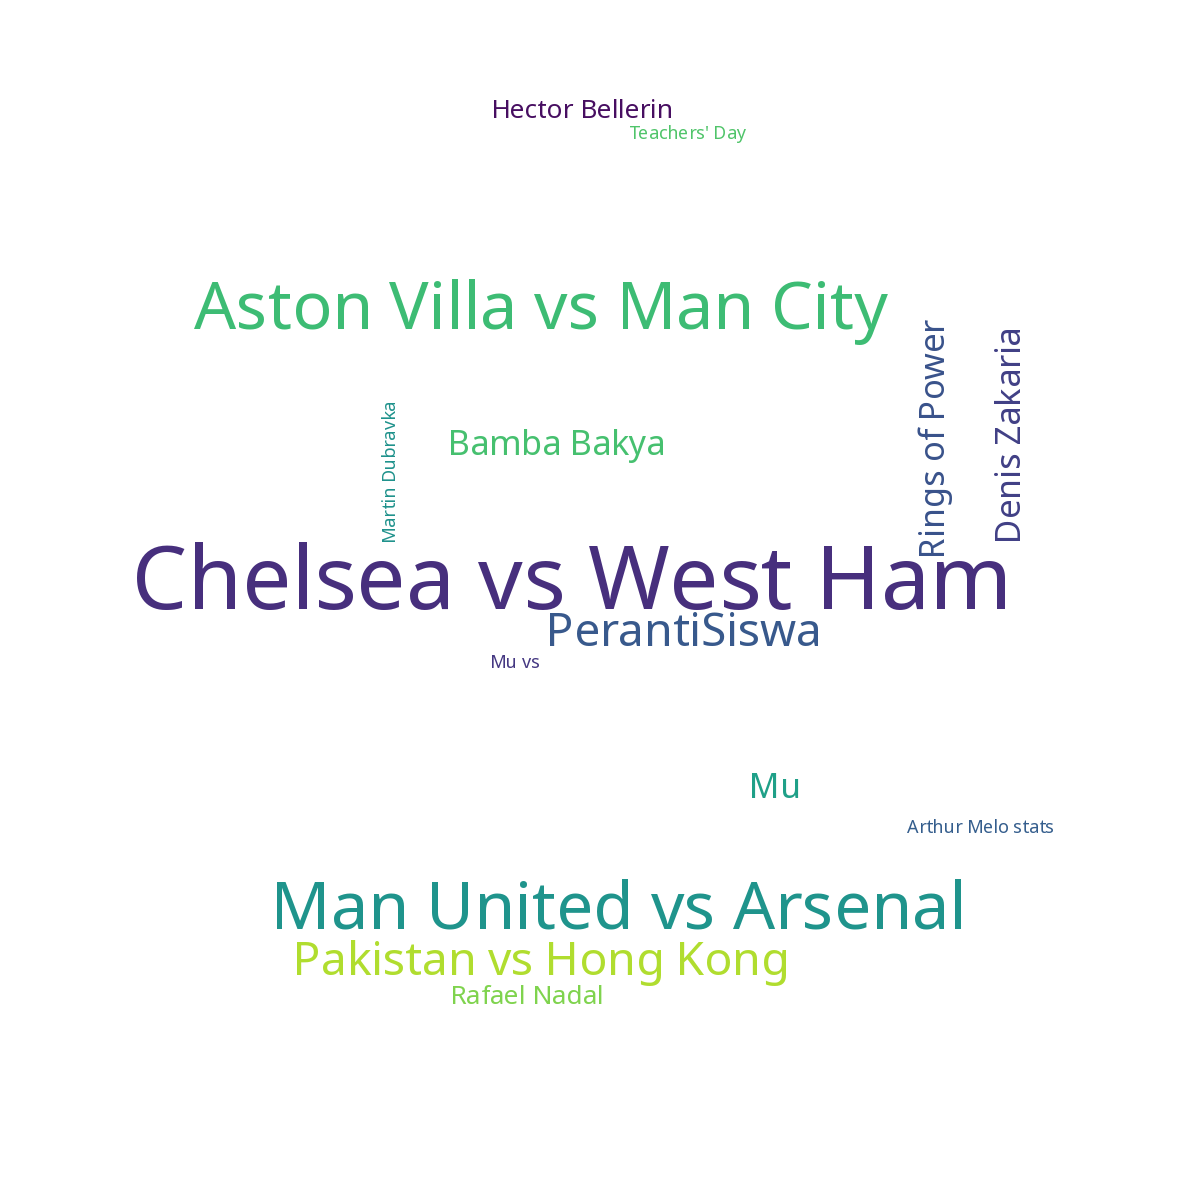 Hector Bellerin
Teachers' Day
Aston Villa vs Man City
Rings of Power
Denis Zakaria
Martin Dubravka
Bamba Bakya
Chelsea vs West Ham
PerantiSiswa
Mu vs
Mu
Arthur Melo stats
Man United vs Arsenal
Pakistan vs Hong Kong
Rafael Nadal